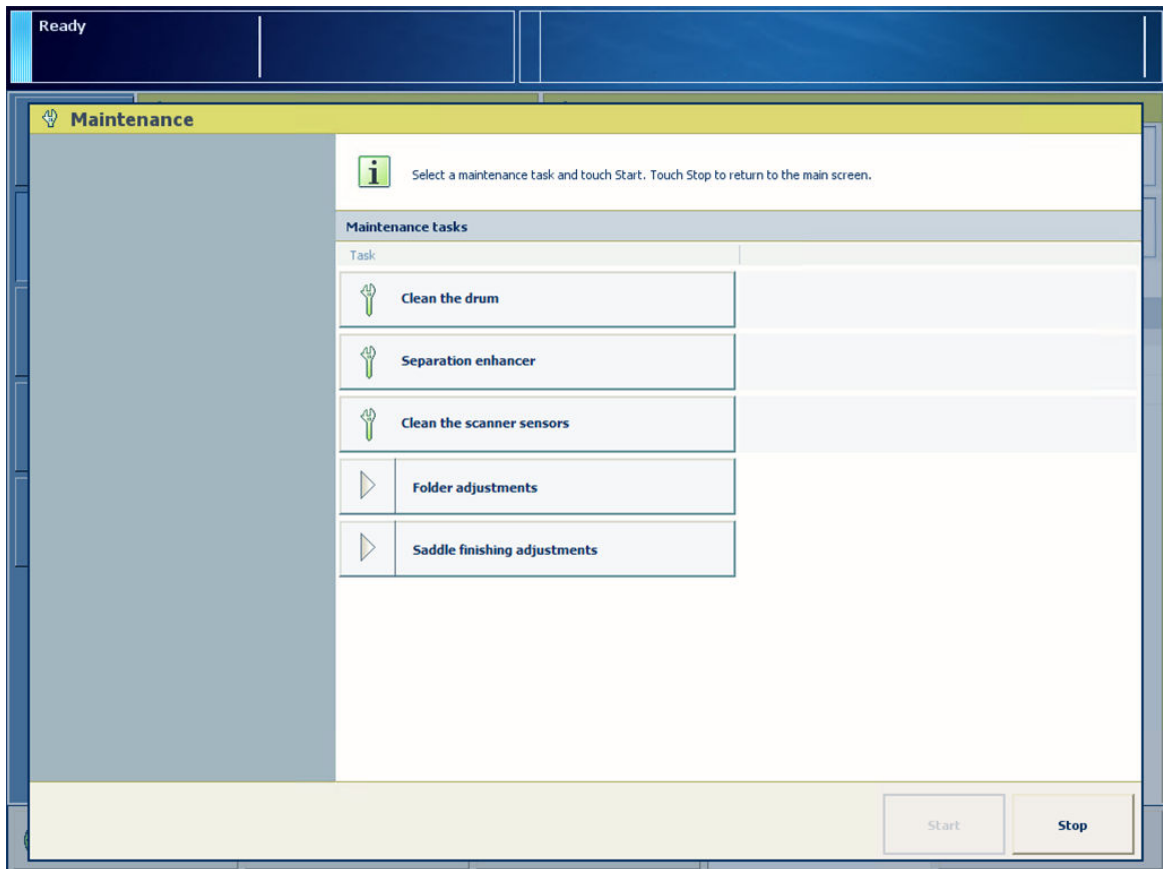 Ready
Maintenance
Select a maintenance task and touch Start. Touch Stop to return to the main screen.
Maintenance tasks
Task
Clean the drum
Separation enhancer
Clean the scanner sensors
Folder adjustments
Saddle finishing adjustments
Start
Stop